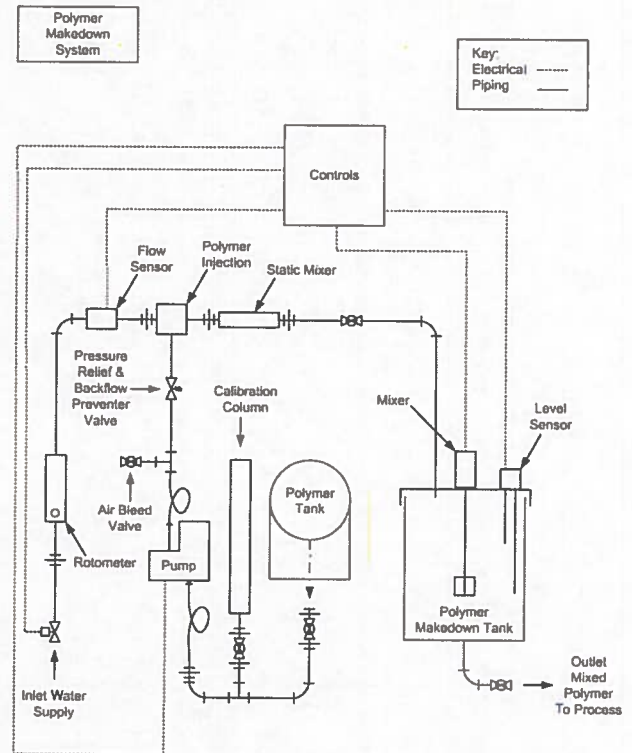 Polymer
Makedown
System
Key:
Electrical
Piping
Controls
Flow
Sensor
Polymer
Injection
Static Mixer
Pressure
Relief &
Backflow
Preventer
Valve
Calibration
Column
Mixer
Level
Sensor
Polymer
Tank
Air Bleed
Valve
Rotometer
Pump
Polymer
Makedown Tank
Inlet Water
Supply
Outlet
Mixed
Polymer
To Process